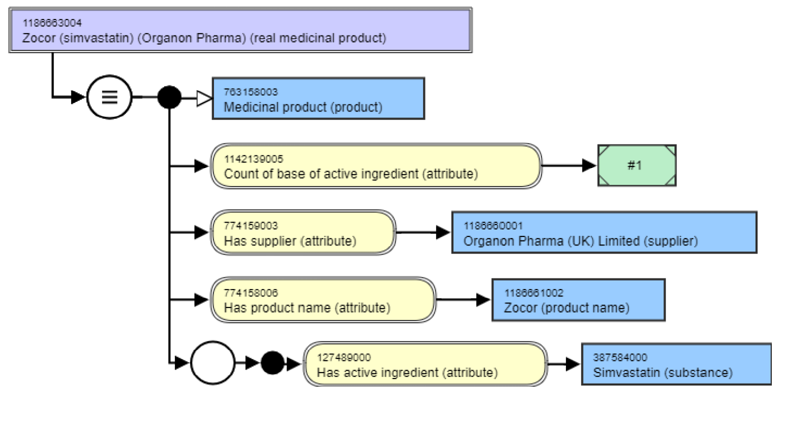 1186663004
Zocor (simvastatin) (Organon Pharma) (real medicinal product)
763158003
Medicinal product (product)
1142139005
Count of base of active ingredient (attribute)
#1
774159003
Has supplier (attribute)
1186660001
Organon Pharma (UK) Limited (supplier)
774158006
Has product name (attribute)
1186661002
Zocor (product name)
127489000
Has active ingredient (attribute)
387584000
Simvastatin (substance)